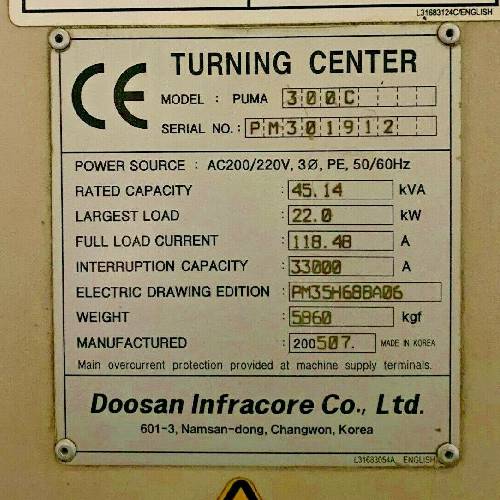 L31683124C/ENGLISH
CE TURNING CENTER
MODEL : PUMA 300C
SERIAL NO. : PM301912
POWER SOURCE : AC200/220V, 3Ø, PE, 50/60Hz
RATED CAPACITY : 45.14 kVA
LARGEST LOAD : 22.0 kW
FULL LOAD CURRENT : 118.48 A
INTERRUPTION CAPACITY : 33000 A
ELECTRIC DRAWING EDITION : PM35H68BA06
WEIGHT : 5860 kgf
MANUFACTURED : 200507. MADE IN KOREA
Main overcurrent protection provided at machine supply terminals.
Doosan Infracore Co., Ltd.
601-3, Namsan-dong, Changwon, Korea
L31683054A_ ENGLISH